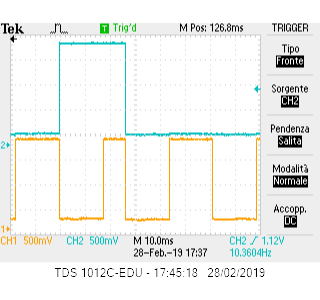 Tek Trig'd M Pos: 126.8ms TRIGGER
Tipo
Fronte
Sorgente
CH2
Pendenza
Salita
Modalità
Normale
Accopp.
DC
2
1
CH1 500mV CH2 500mV M 10.0ms CH2 / 1.12V
28-Feb.-19 17:37 10.3604Hz
TDS 1012C-EDU - 17:45:18 28/02/2019